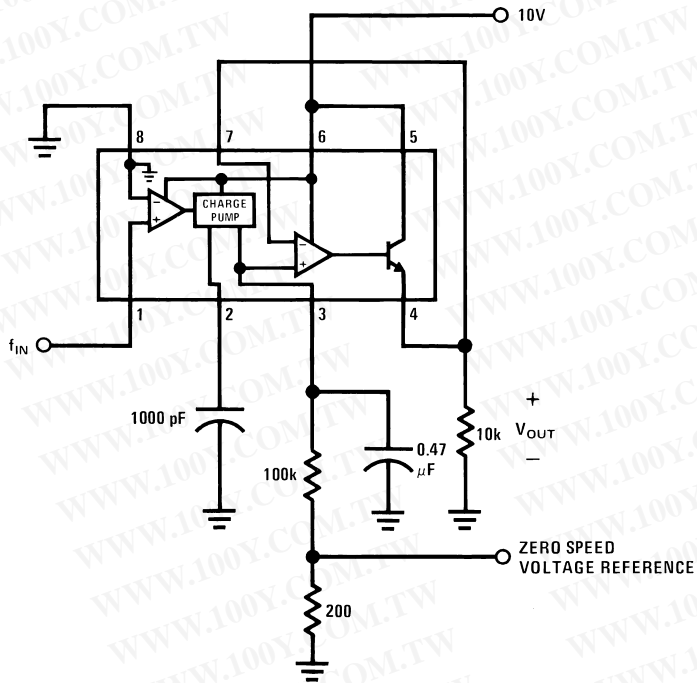 WWW.100Y.COM.TW
10V
8 7 6 5
CHARGE
PUMP
1 2 3 4
fIN
1000 pF
100k
0.47
μF
10k
+
VOUT
–
ZERO SPEED
VOLTAGE REFERENCE
200